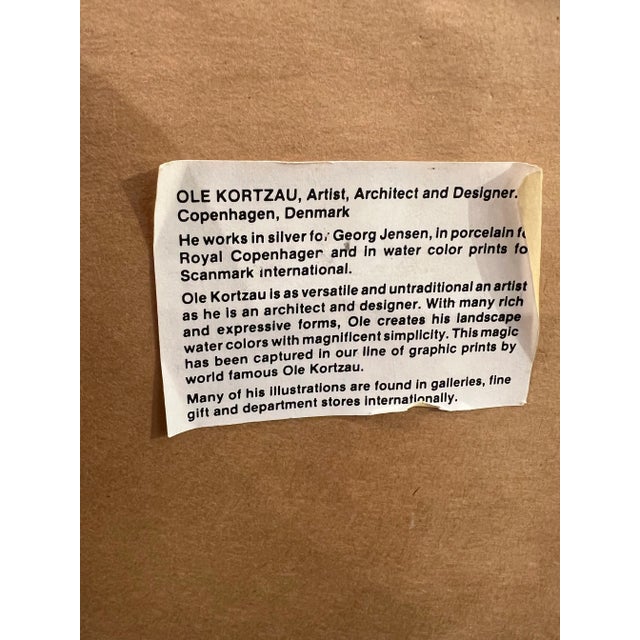 OLE KORTZAU, Artist, Architect and Designer.
Copenhagen, Denmark
He works in silver for Georg Jensen, in porcelain fo
Royal Copenhagen and in water color prints fo
Scanmark international.
Ole Kortzau is as versatile and untraditional an artist
as he is an architect and designer. With many rich
and expressive forms, Ole creates his landscape
water colors with magnificent simplicity. This magic
has been captured in our line of graphic prints by
world famous Ole Kortzau.
Many of his illustrations are found in galleries, fine
gift and department stores internationally.